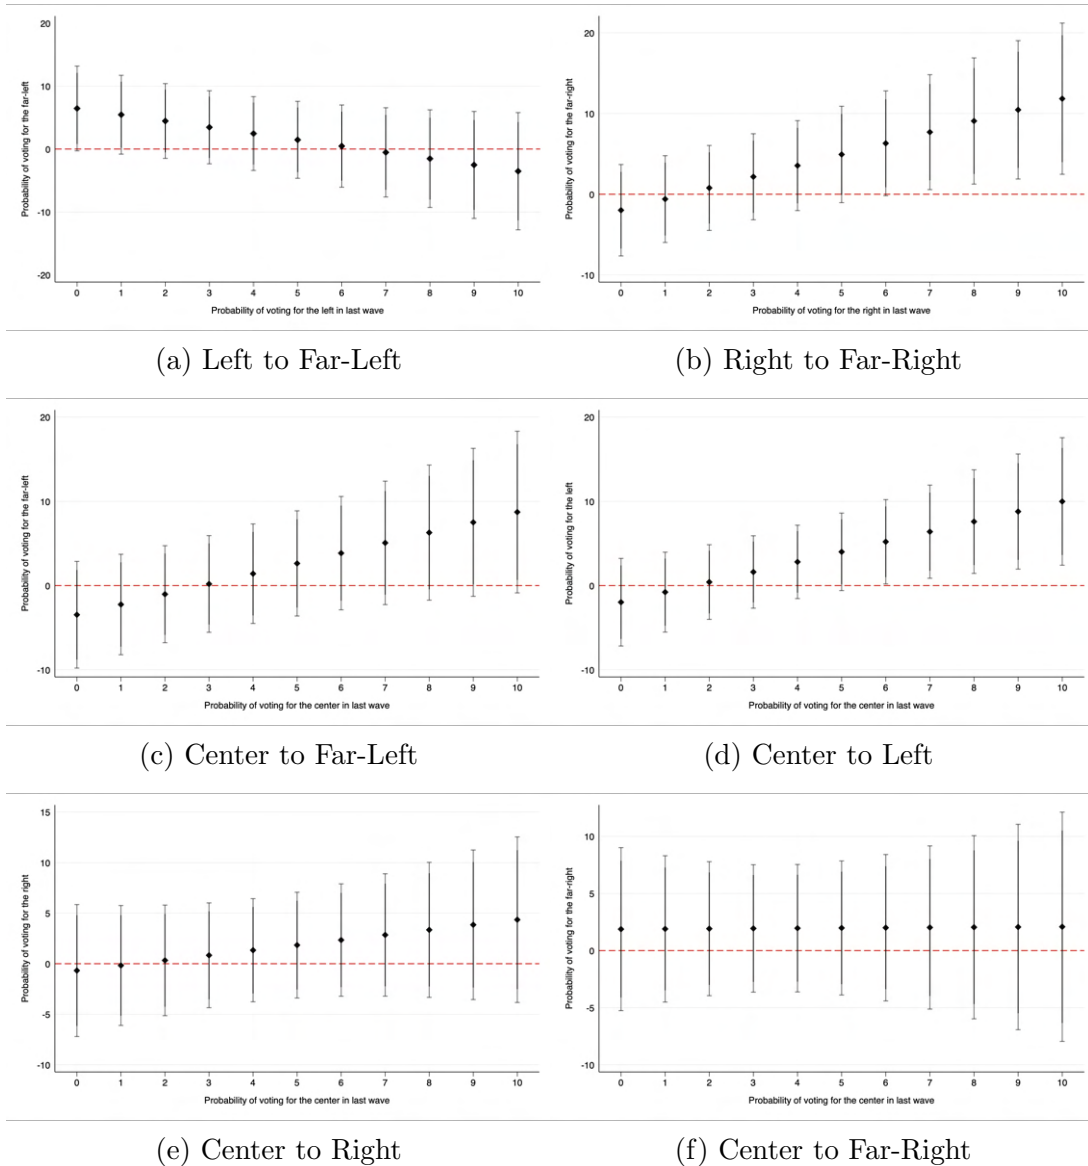 20
10
0
-10
-20
Probability of voting for the far-left
0 1 2 3 4 5 6 7 8 9 10
Probability of voting for the left in last wave
(a) Left to Far-Left
20
10
0
-10
Probability of voting for the far-right
0 1 2 3 4 5 6 7 8 9 10
Probability of voting for the right in last wave
(b) Right to Far-Right
20
10
0
-10
Probability of voting for the far-left
0 1 2 3 4 5 6 7 8 9 10
Probability of voting for the center in last wave
(c) Center to Far-Left
20
10
0
-10
Probability of voting for the left
0 1 2 3 4 5 6 7 8 9 10
Probability of voting for the center in last wave
(d) Center to Left
15
10
5
0
-5
-10
Probability of voting for the right
0 1 2 3 4 5 6 7 8 9 10
Probability of voting for the center in last wave
(e) Center to Right
10
5
0
-5
-10
Probability of voting for the far-right
0 1 2 3 4 5 6 7 8 9 10
Probability of voting for the center in last wave
(f) Center to Far-Right